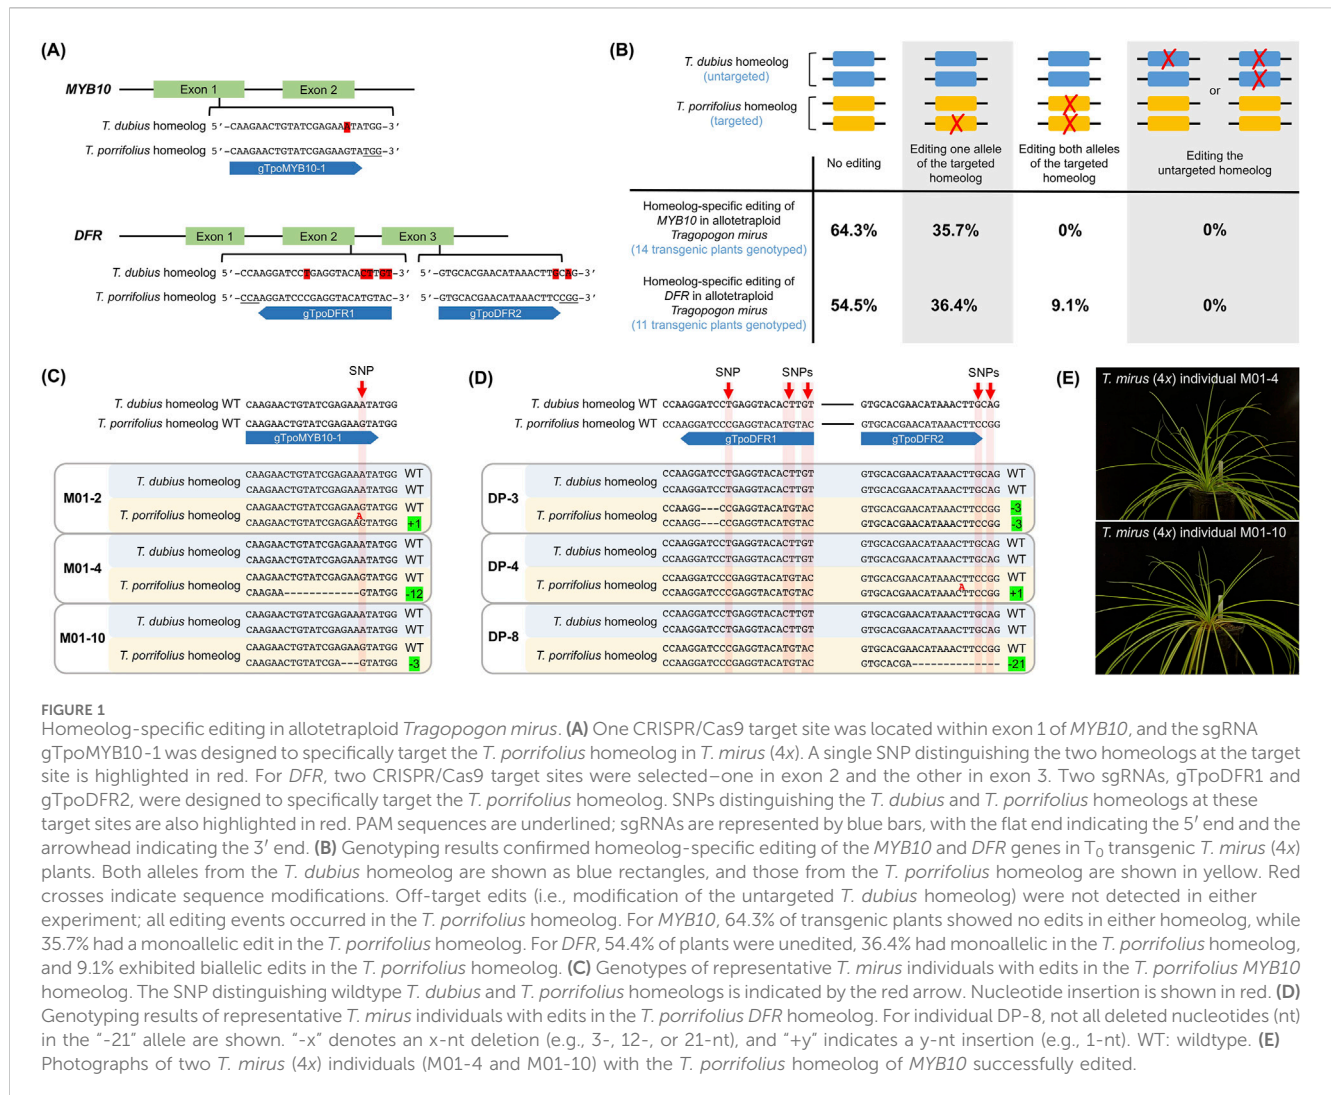 (A)
MYB10
Exon 1
Exon 2
T. dubius homeolog 5’-CAAGAACTGTATCGAGAAATATGG-3’
T. porrifolius homeolog 5’-CAAGAACTGTATCGAGAAGTATGG-3’
gTpoMYB10-1
DFR
Exon 1
Exon 2
Exon 3
T. dubius homeolog 5’-CCAAGGATCCTGAGGTACACTTGT-3’ 5’-GTGCACGAACATAAACTTGCAG-3’
T. porrifolius homeolog 5’-CCAAGGATCCCGAGGTACATGTAC-3’ 5’-GTGCACGAACATAAACTTCCGG-3’
gTpoDFR1
gTpoDFR2
(B)
T. dubius homeolog
(untargeted)
T. porrifolius homeolog
(targeted)
or
No editing
Editing one allele
of the targeted
homeolog
Editing both alleles
of the targeted
homeolog
Editing the
untargeted homeolog
Homeolog-specific editing of
MYB10 in allotetraploid
Tragopogon mirus
(14 transgenic plants genotyped)
64.3%
35.7%
0%
0%
Homeolog-specific editing of
DFR in allotetraploid
Tragopogon mirus
(11 transgenic plants genotyped)
54.5%
36.4%
9.1%
0%
(C)
SNP
T. dubius homeolog WT CAAGAACTGTATCGAGAAATATGG
T. porrifolius homeolog WT CAAGAACTGTATCGAGAAGTATGG
gTpoMYB10-1
M01-2
T. dubius homeolog
CAAGAACTGTATCGAGAAATATGG WT
CAAGAACTGTATCGAGAAATATGG WT
T. porrifolius homeolog
CAAGAACTGTATCGAGAAGTATGG WT
A
CAAGAACTGTATCGAGAAGTATGG +1
M01-4
T. dubius homeolog
CAAGAACTGTATCGAGAAATATGG WT
CAAGAACTGTATCGAGAAATATGG WT
T. porrifolius homeolog
CAAGAACTGTATCGAGAAGTATGG WT
CAAGAA------------GTATGG -12
M01-10
T. dubius homeolog
CAAGAACTGTATCGAGAAATATGG WT
CAAGAACTGTATCGAGAAATATGG WT
T. porrifolius homeolog
CAAGAACTGTATCGAGAAGTATGG WT
CAAGAACTGTATCGA---GTATGG -3
(D)
SNP
SNPs
SNPs
T. dubius homeolog WT CCAAGGATCCTGAGGTACACTTGT GTGCACGAACATAAACTTGCAG
T. porrifolius homeolog WT CCAAGGATCCCGAGGTACATGTAC GTGCACGAACATAAACTTCCGG
gTpoDFR1
gTpoDFR2
DP-3
T. dubius homeolog
CCAAGGATCCTGAGGTACACTTGT GTGCACGAACATAAACTTGCAG WT
CCAAGGATCCTGAGGTACACTTGT GTGCACGAACATAAACTTGCAG WT
T. porrifolius homeolog
CCAAGG---CCGAGGTACATGTAC GTGCACGAACATAAACTTCCGG -3
CCAAGG---CCGAGGTACATGTAC GTGCACGAACATAAACTTCCGG -3
DP-4
T. dubius homeolog
CCAAGGATCCTGAGGTACACTTGT GTGCACGAACATAAACTTGCAG WT
CCAAGGATCCTGAGGTACACTTGT GTGCACGAACATAAACTTGCAG WT
T. porrifolius homeolog
CCAAGGATCCCGAGGTACATGTAC GTGCACGAACATAAACTTCCGG WT
A
CCAAGGATCCCGAGGTACATGTAC GTGCACGAACATAAACTTCCGG +1
DP-8
T. dubius homeolog
CCAAGGATCCTGAGGTACACTTGT GTGCACGAACATAAACTTGCAG WT
CCAAGGATCCTGAGGTACACTTGT GTGCACGAACATAAACTTGCAG WT
T. porrifolius homeolog
CCAAGGATCCCGAGGTACATGTAC GTGCACGAACATAAACTTCCGG WT
CCAAGGATCCCGAGGTACATGTAC GTGCACGA-------------- -21
(E)
T. mirus (4x) individual M01-4
T. mirus (4x) individual M01-10
FIGURE 1
Homeolog-specific editing in allotetraploid Tragopogon mirus. (A) One CRISPR/Cas9 target site was located within exon 1 of MYB10, and the sgRNA
gTpoMYB10-1 was designed to specifically target the T. porrifolius homeolog in T. mirus (4x). A single SNP distinguishing the two homeologs at the target
site is highlighted in red. For DFR, two CRISPR/Cas9 target sites were selected–one in exon 2 and the other in exon 3. Two sgRNAs, gTpoDFR1 and
gTpoDFR2, were designed to specifically target the T. porrifolius homeolog. SNPs distinguishing the T. dubius and T. porrifolius homeologs at these
target sites are also highlighted in red. PAM sequences are underlined; sgRNAs are represented by blue bars, with the flat end indicating the 5′ end and the
arrowhead indicating the 3′ end. (B) Genotyping results confirmed homeolog-specific editing of the MYB10 and DFR genes in T0 transgenic T. mirus (4x)
plants. Both alleles from the T. dubius homeolog are shown as blue rectangles, and those from the T. porrifolius homeolog are shown in yellow. Red
crosses indicate sequence modifications. Off-target edits (i.e., modification of the untargeted T. dubius homeolog) were not detected in either
experiment; all editing events occurred in the T. porrifolius homeolog. For MYB10, 64.3% of transgenic plants showed no edits in either homeolog, while
35.7% had a monoallelic edit in the T. porrifolius homeolog. For DFR, 54.4% of plants were unedited, 36.4% had monoallelic in the T. porrifolius homeolog,
and 9.1% exhibited biallelic edits in the T. porrifolius homeolog. (C) Genotypes of representative T. mirus individuals with edits in the T. porrifolius MYB10
homeolog. The SNP distinguishing wildtype T. dubius and T. porrifolius homeologs is indicated by the red arrow. Nucleotide insertion is shown in red. (D)
Genotyping results of representative T. mirus individuals with edits in the T. porrifolius DFR homeolog. For individual DP-8, not all deleted nucleotides (nt)
in the “-21” allele are shown. “-x” denotes an x-nt deletion (e.g., 3-, 12-, or 21-nt), and “+y” indicates a y-nt insertion (e.g., 1-nt). WT: wildtype. (E)
Photographs of two T. mirus (4x) individuals (M01-4 and M01-10) with the T. porrifolius homeolog of MYB10 successfully edited.